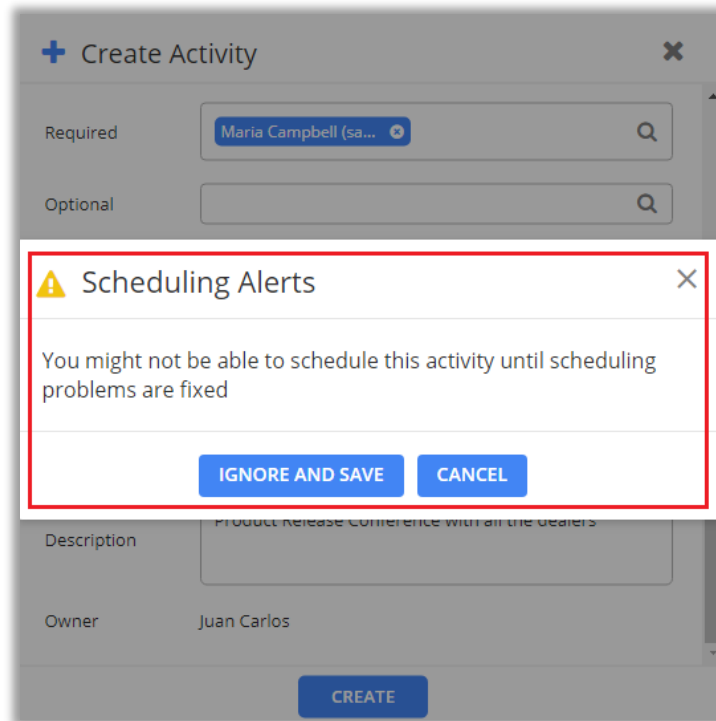 Create Activity
Required
Maria Campbell (sa...
Optional
Scheduling Alerts
You might not be able to schedule this activity until scheduling
problems are fixed
IGNORE AND SAVE
CANCEL
Product Release Conference with all the dealers
Description
Owner
Juan Carlos
CREATE